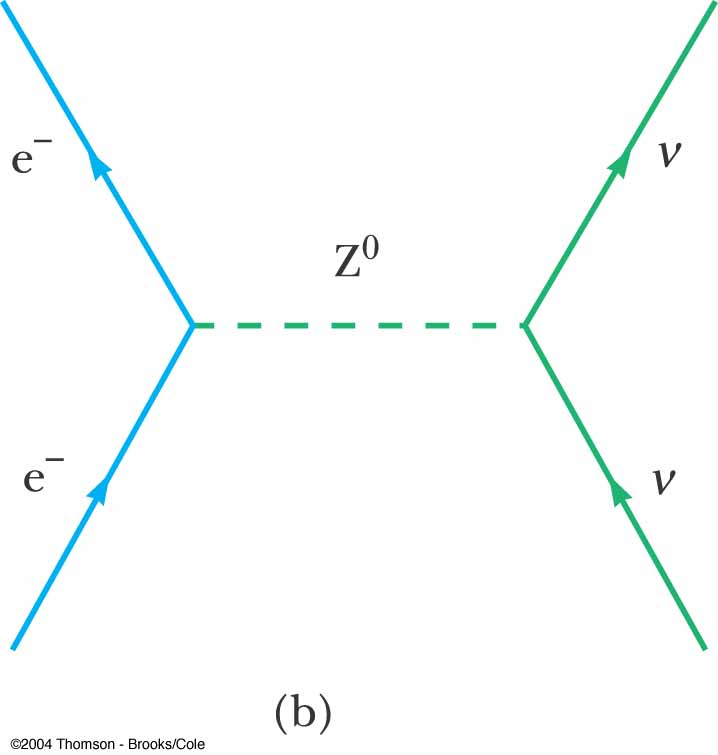 e⁻
ν
Z⁰
e⁻
ν
(b)
©2004 Thomson - Brooks/Cole